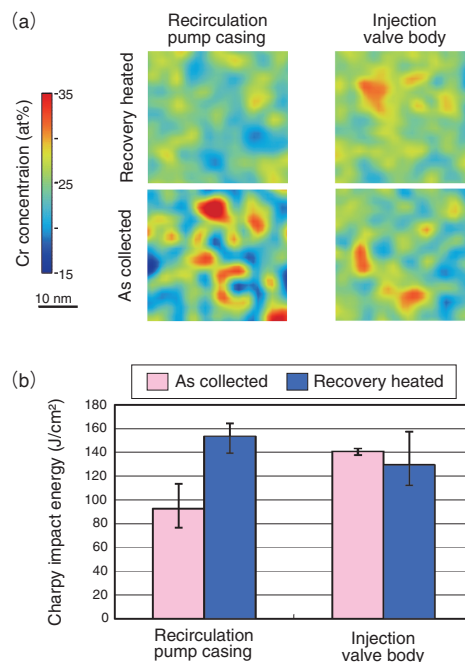 (a)
Recirculation
pump casing
Injection
valve body
Cr concentraion (at%)
35
25
15
10 nm
Recovery heated
As collected
(b)
As collected
Recovery heated
Charpy impact energy (J/cm²)
180
160
140
120
100
80
60
40
20
0
Recirculation
pump casing
Injection
valve body